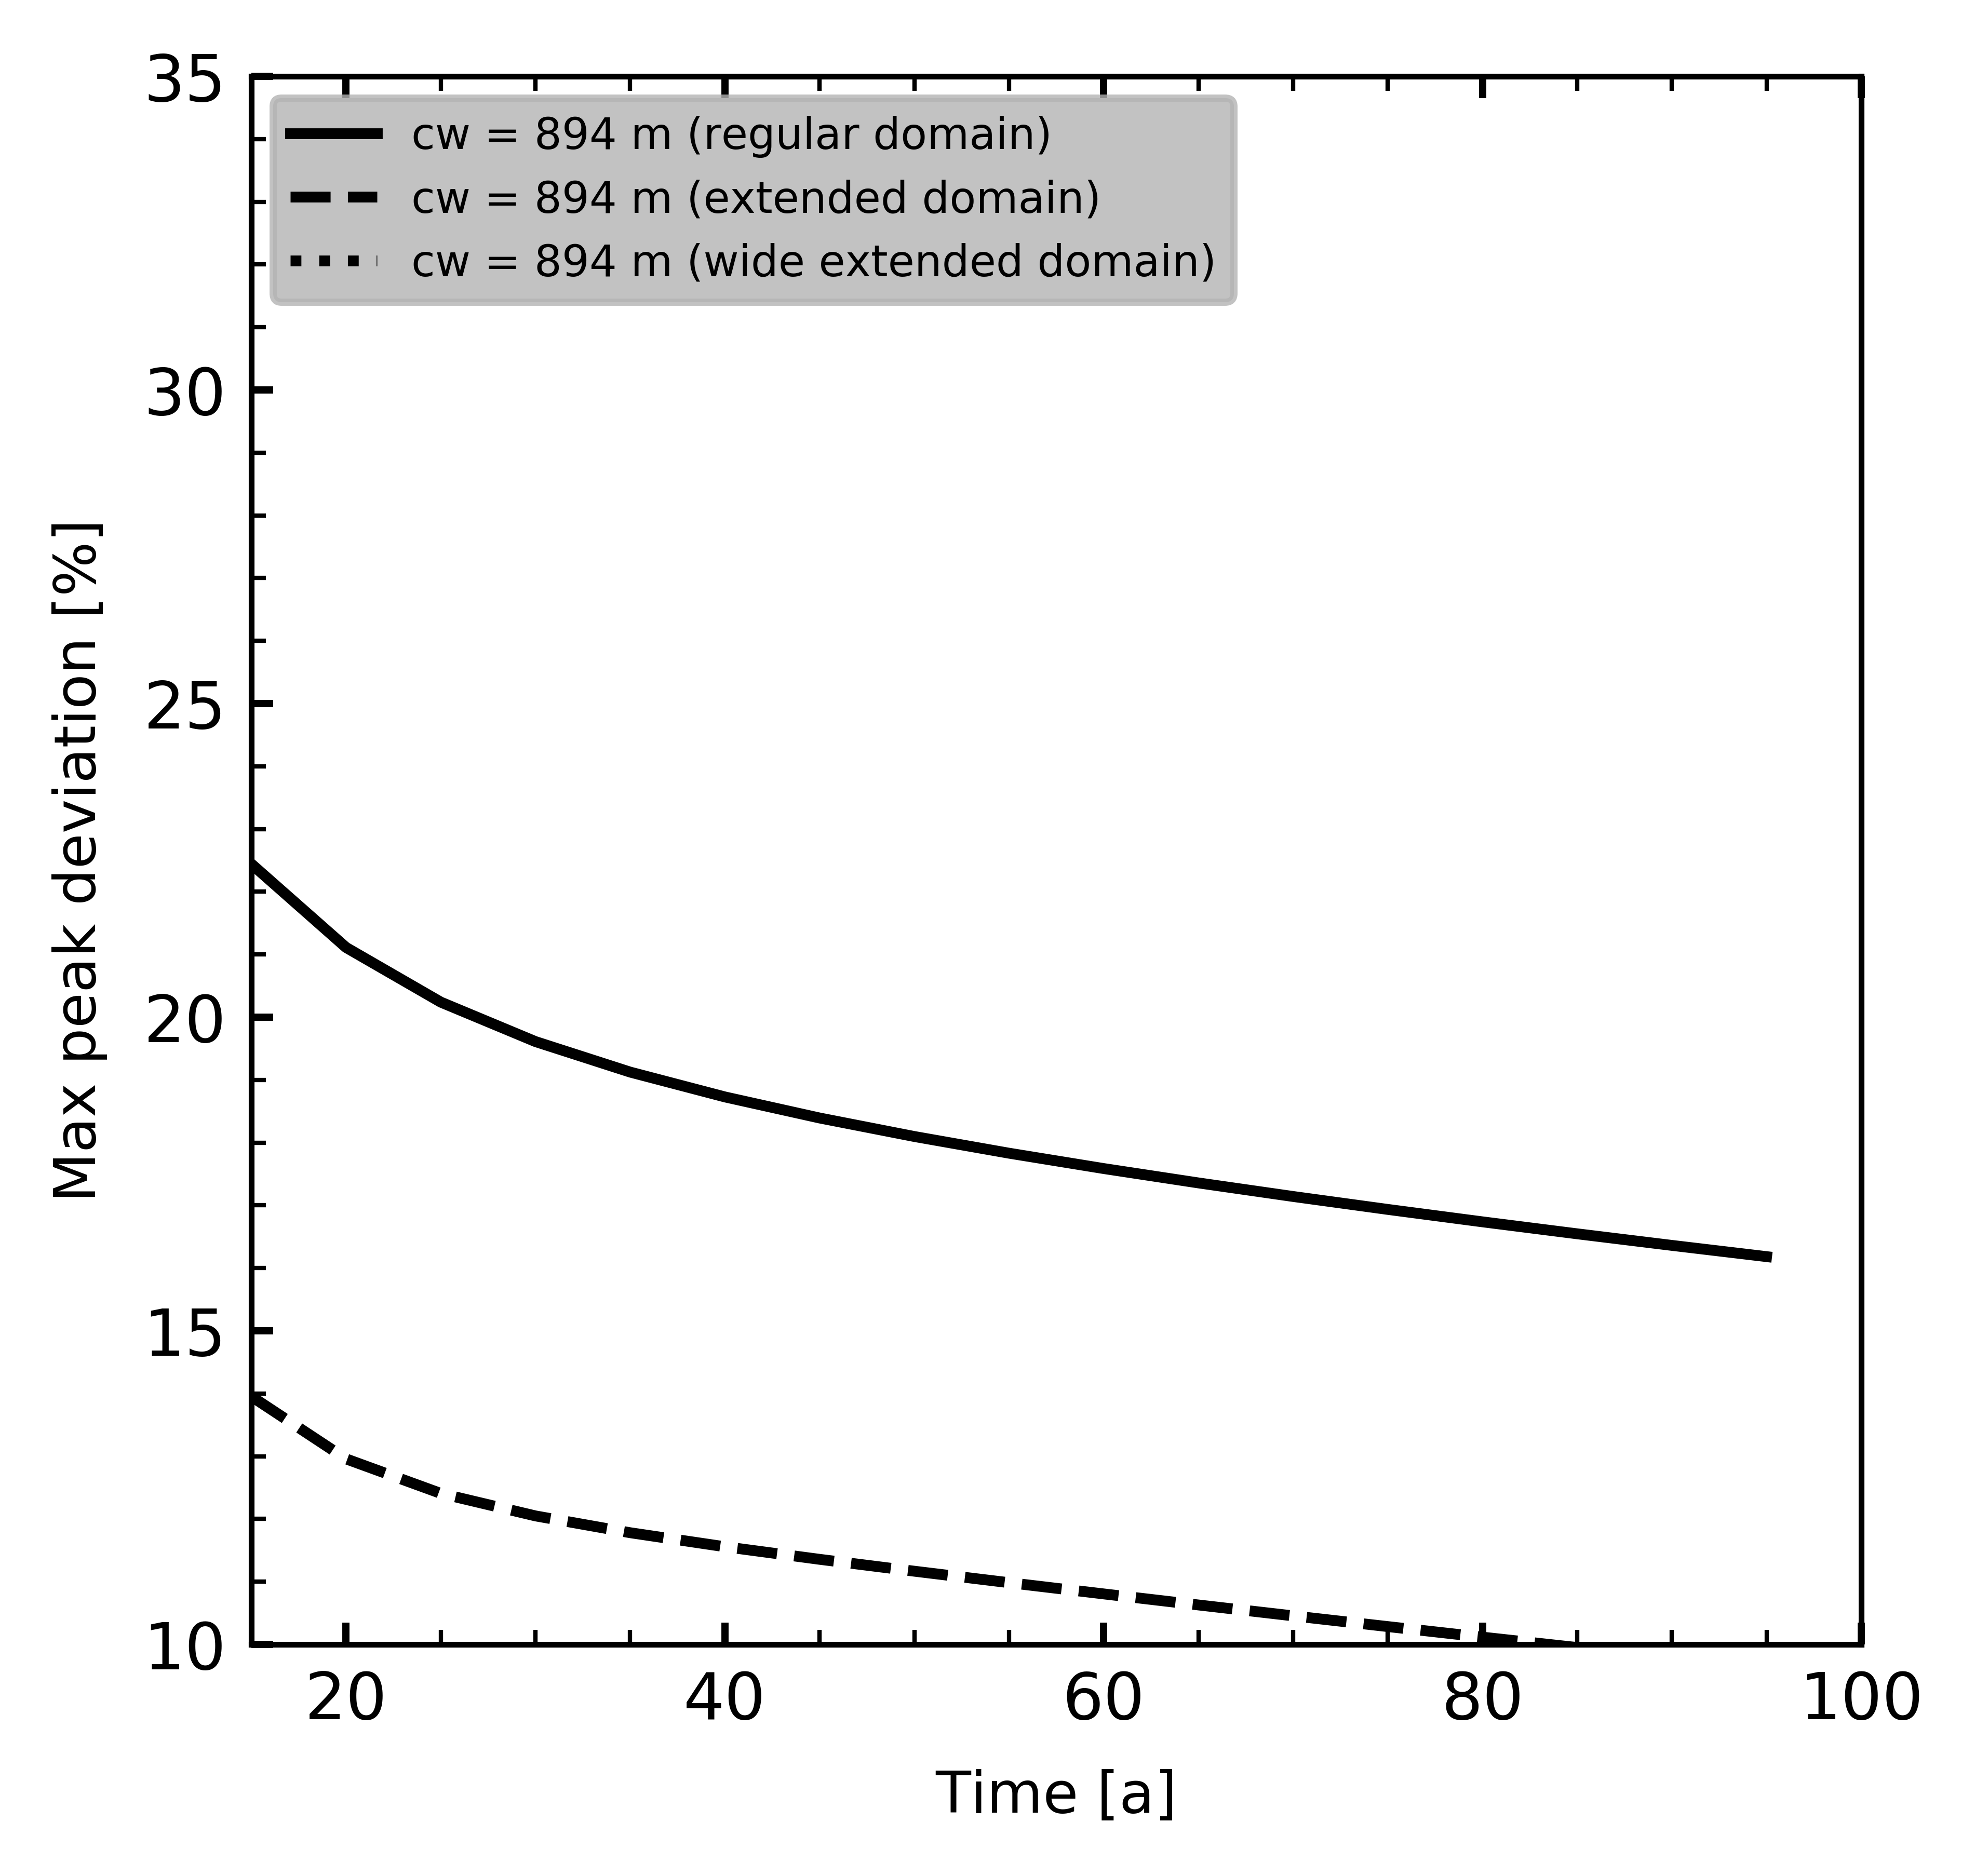 cw = 894 m (regular domain)
cw = 894 m (extended domain)
cw = 894 m (wide extended domain)
Max peak deviation [%]
35
30
25
20
15
10
20 40 60 80 100
Time [a]